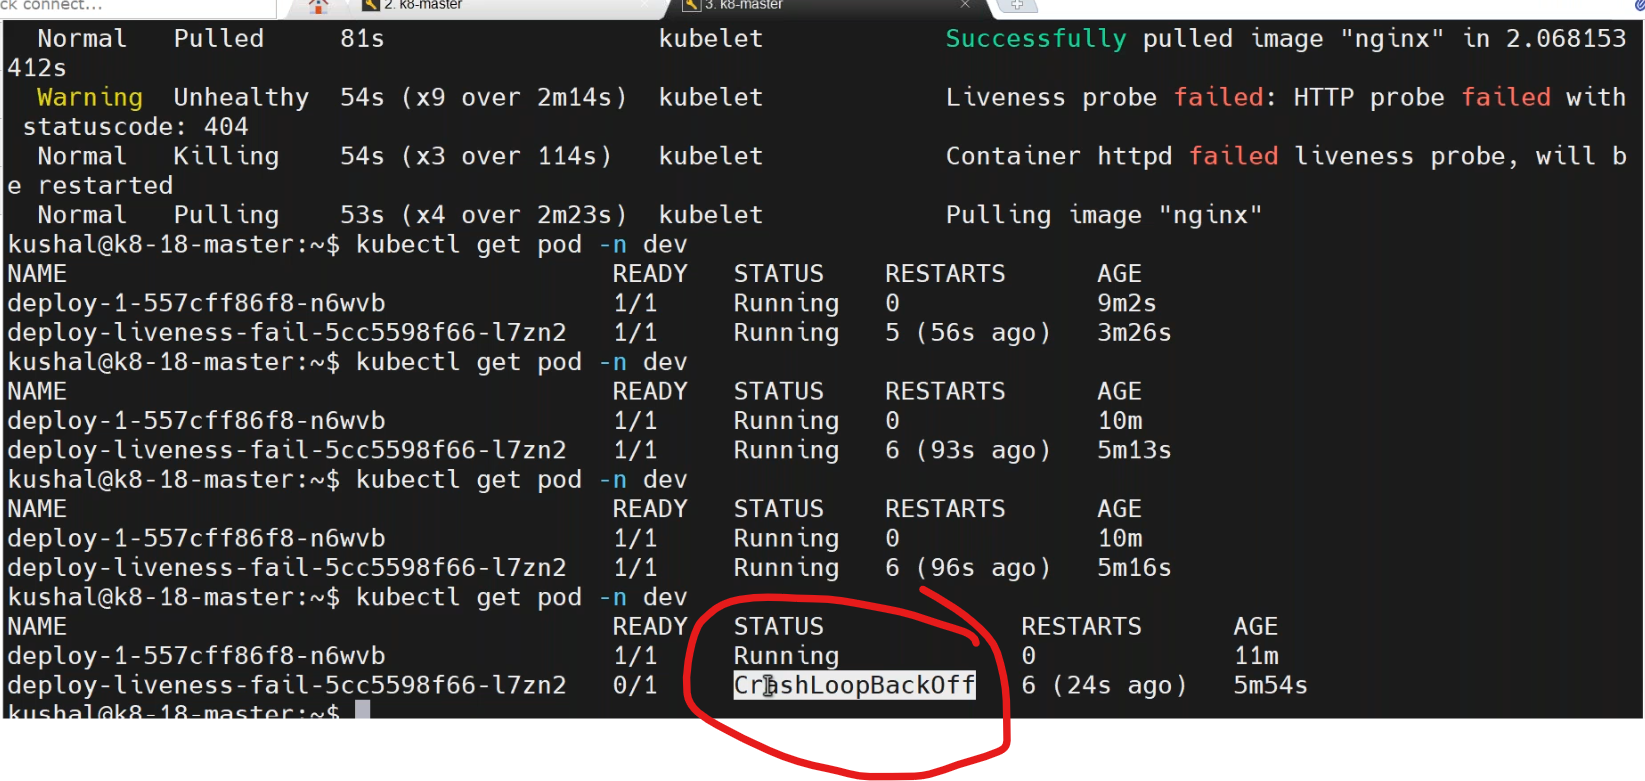 ck connect...
2. k8-master
3. k8-master
Normal Pulled 81s kubelet Successfully pulled image "nginx" in 2.068153
412s
Warning Unhealthy 54s (x9 over 2m14s) kubelet Liveness probe failed: HTTP probe failed with
statuscode: 404
Normal Killing 54s (x3 over 114s) kubelet Container httpd failed liveness probe, will b
e restarted
Normal Pulling 53s (x4 over 2m23s) kubelet Pulling image "nginx"
kushal@k8-18-master:~$ kubectl get pod -n dev
NAME READY STATUS RESTARTS AGE
deploy-1-557cff86f8-n6wvb 1/1 Running 0 9m2s
deploy-liveness-fail-5cc5598f66-l7zn2 1/1 Running 5 (56s ago) 3m26s
kushal@k8-18-master:~$ kubectl get pod -n dev
NAME READY STATUS RESTARTS AGE
deploy-1-557cff86f8-n6wvb 1/1 Running 0 10m
deploy-liveness-fail-5cc5598f66-l7zn2 1/1 Running 6 (93s ago) 5m13s
kushal@k8-18-master:~$ kubectl get pod -n dev
NAME READY STATUS RESTARTS AGE
deploy-1-557cff86f8-n6wvb 1/1 Running 0 10m
deploy-liveness-fail-5cc5598f66-l7zn2 1/1 Running 6 (96s ago) 5m16s
kushal@k8-18-master:~$ kubectl get pod -n dev
NAME READY STATUS RESTARTS AGE
deploy-1-557cff86f8-n6wvb 1/1 Running 0 11m
deploy-liveness-fail-5cc5598f66-l7zn2 0/1 CrashLoopBackOff 6 (24s ago) 5m54s
kushal@k8-18-master:~$